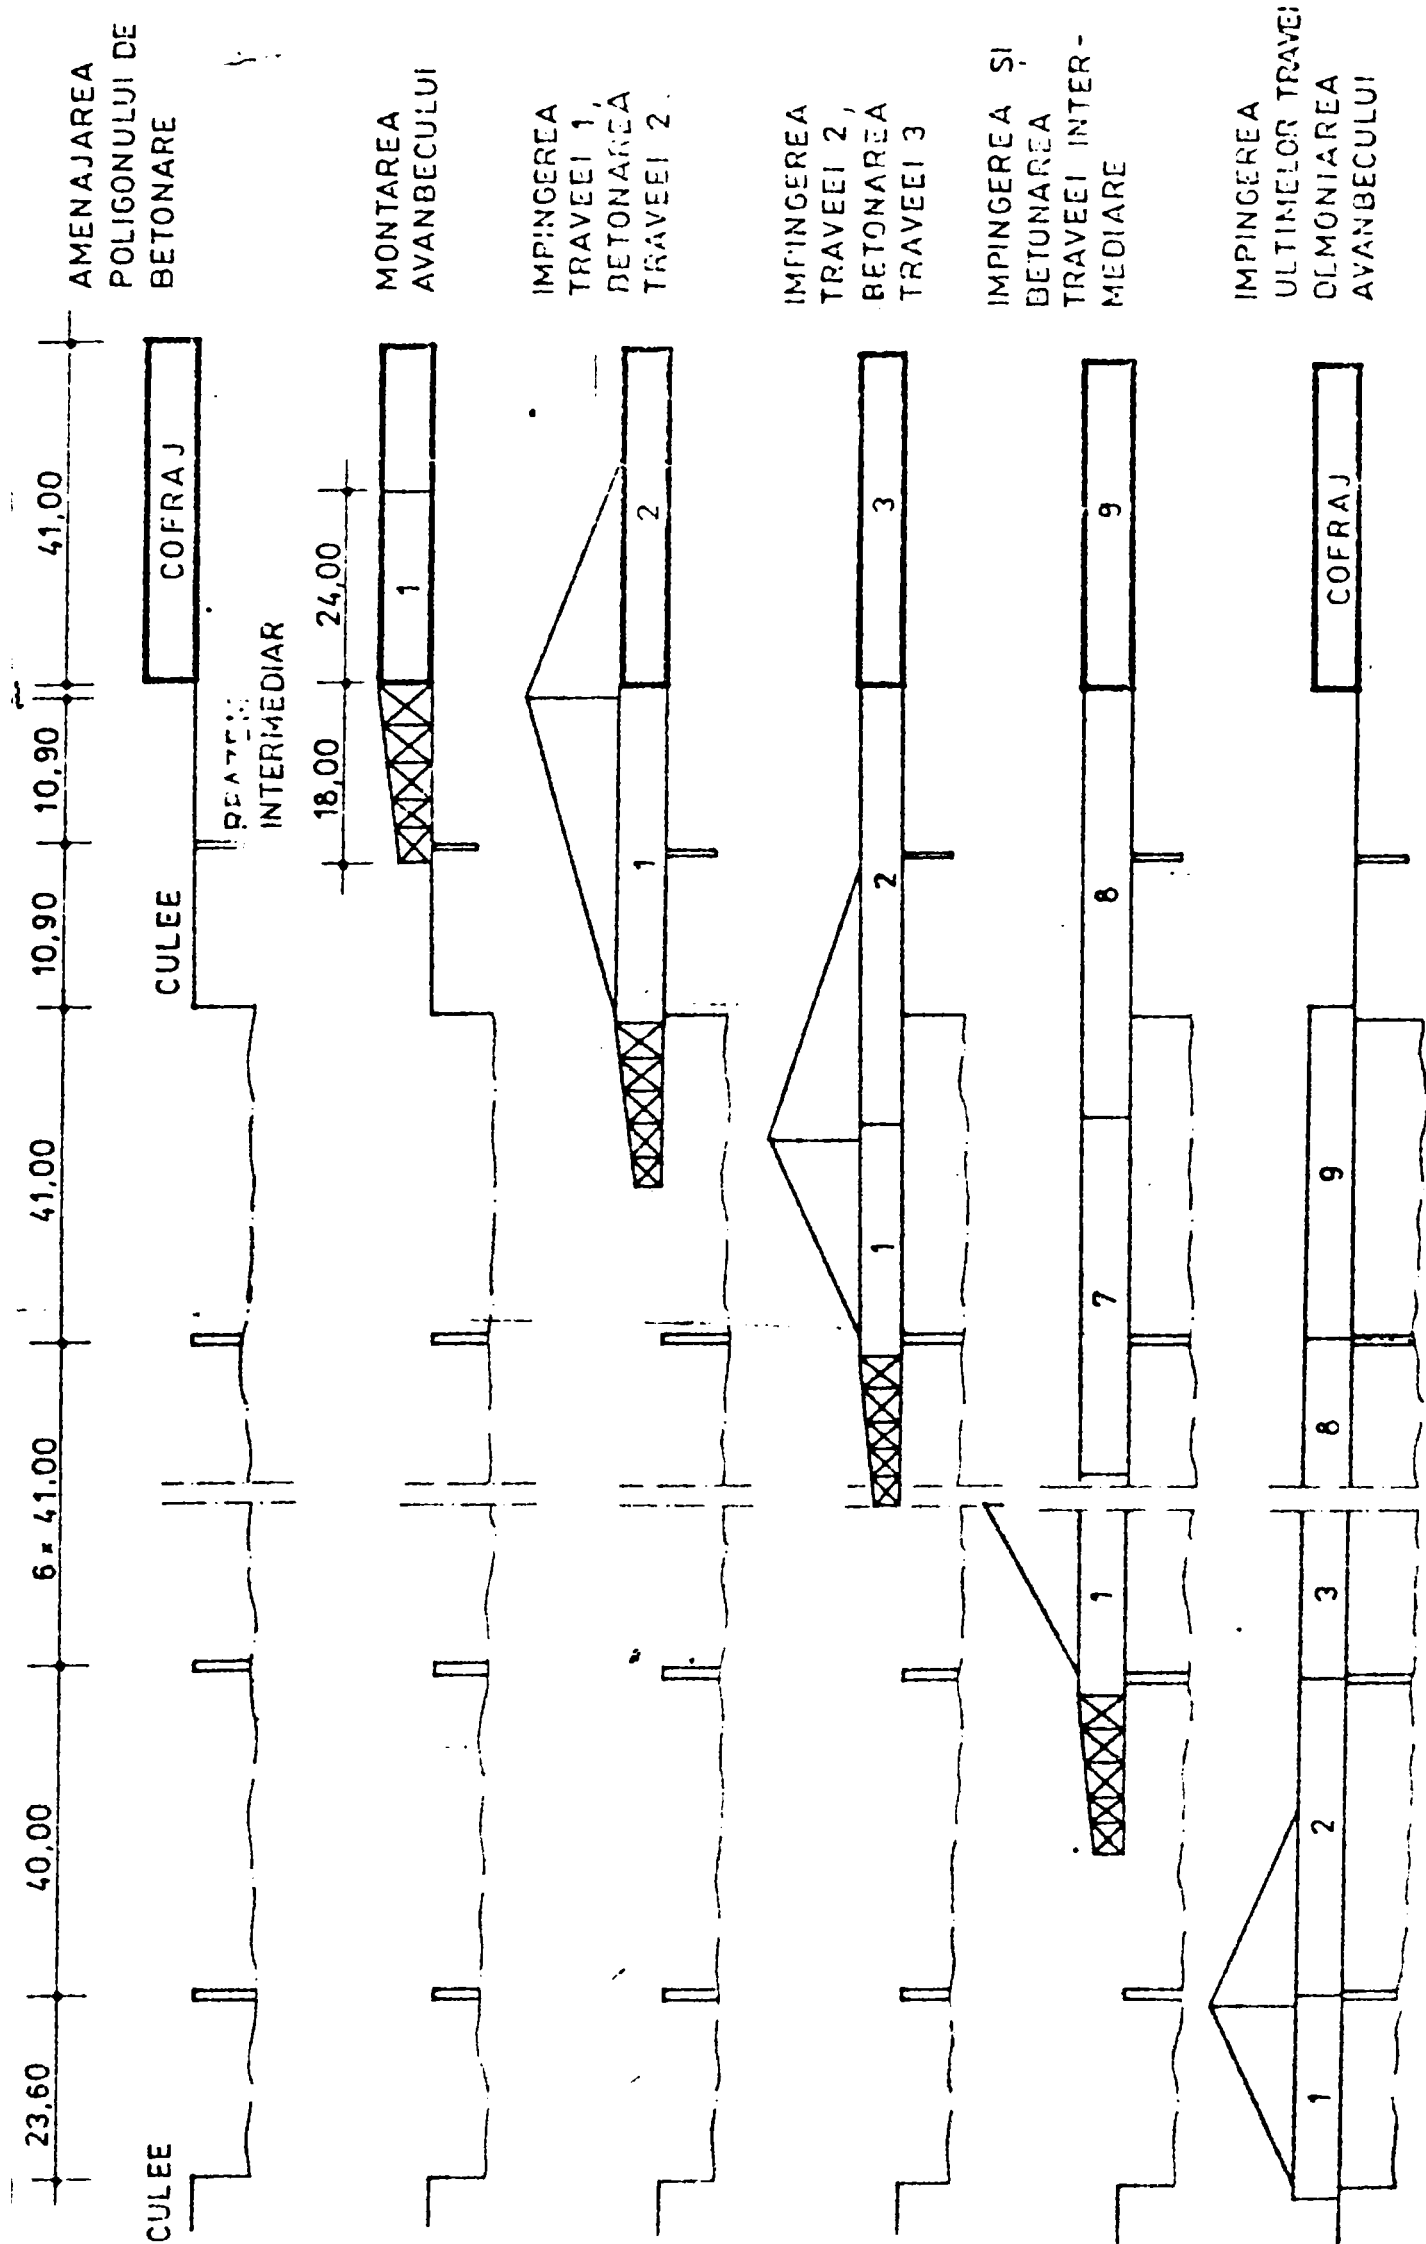 23,60
40,00
6 × 41,00
41,00
10,90
10,90
41,00
AMENAJAREA
POLIGONULUI DE
BETONARE
CULEE
CULEE
COFRAJ
INTERMEDIAR
18,00
24,00
MONTAREA
AVANBECULUI
1
IMPINGEREA
TRAVEEI 1,
BETONAREA
TRAVEEI 2.
1
2
IMPINGEREA
TRAVEEI 2,
BETONAREA
TRAVEEI 3
1
2
3
IMPINGEREA ȘI
BETUNAREA
TRAVEEI INTER-
MEDIARE
1
7
8
9
IMPINGEREA
ULTIMELOR TRAVEI
DEMONTAREA
AVANBECULUI
1
2
3
8
9
COFRAJ